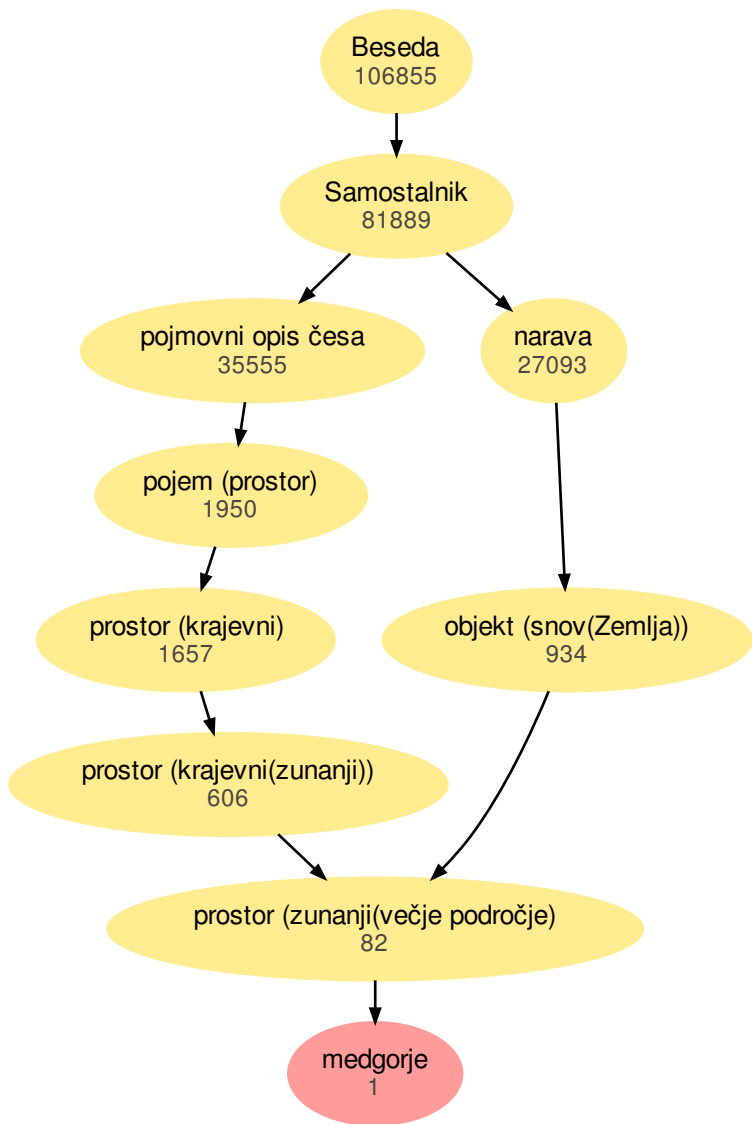 Beseda
106855
Samostalnik
81889
pojmovni opis česa
35555
narava
27093
pojem (prostor)
1950
prostor (krajevni)
1657
objekt (snov(Zemlja))
934
prostor (krajevni(zunanji))
606
prostor (zunanji(večje področje)
82
medgorje
1